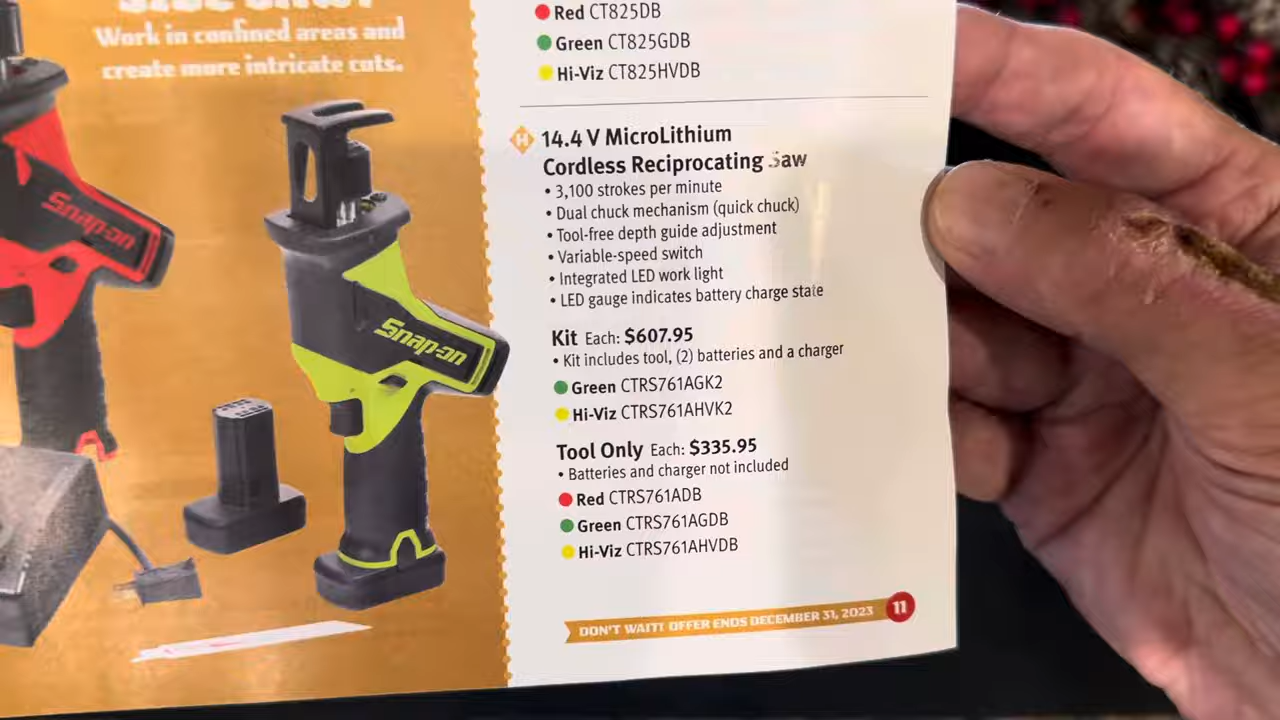 Work in confined areas and
create more intricate cuts.
Snap-on
Snap-on
Red CT825DB
Green CT825GDB
Hi-Viz CT825HVDB
H 14.4 V MicroLithium
Cordless Reciprocating Saw
• 3,100 strokes per minute
• Dual chuck mechanism (quick chuck)
• Tool-free depth guide adjustment
• Variable-speed switch
• Integrated LED work light
• LED gauge indicates battery charge state
Kit Each: $607.95
• Kit includes tool, (2) batteries and a charger
Green CTRS761AGK2
Hi-Viz CTRS761AHVK2
Tool Only Each: $335.95
• Batteries and charger not included
Red CTRS761ADB
Green CTRS761AGDB
Hi-Viz CTRS761AHVDB
DON'T WAIT! OFFER ENDS DECEMBER 31, 2023 11